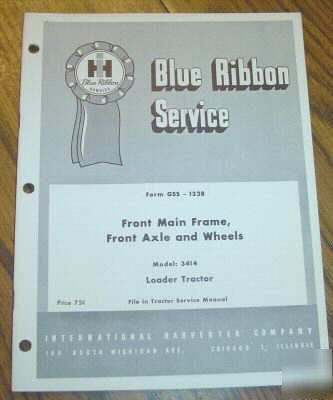 IH
Blue Ribbon
SERVICE
Blue Ribbon
Service
Form GSS - 1338
Front Main Frame,
Front Axle and Wheels
Model: 3414
Loader Tractor
Price 75¢
File in Tractor Service Manual
INTERNATIONAL HARVESTER COMPANY
180 NORTH MICHIGAN AVE. CHICAGO 1, ILLINOIS